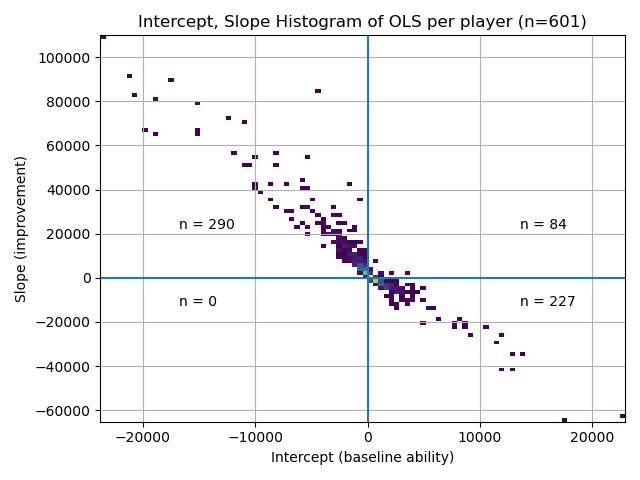 Intercept, Slope Histogram of OLS per player (n=601)
100000
80000
60000
40000
20000
0
−20000
−40000
−60000
Slope (improvement)
n = 290
n = 84
n = 0
n = 227
−20000
−10000
0
10000
20000
Intercept (baseline ability)